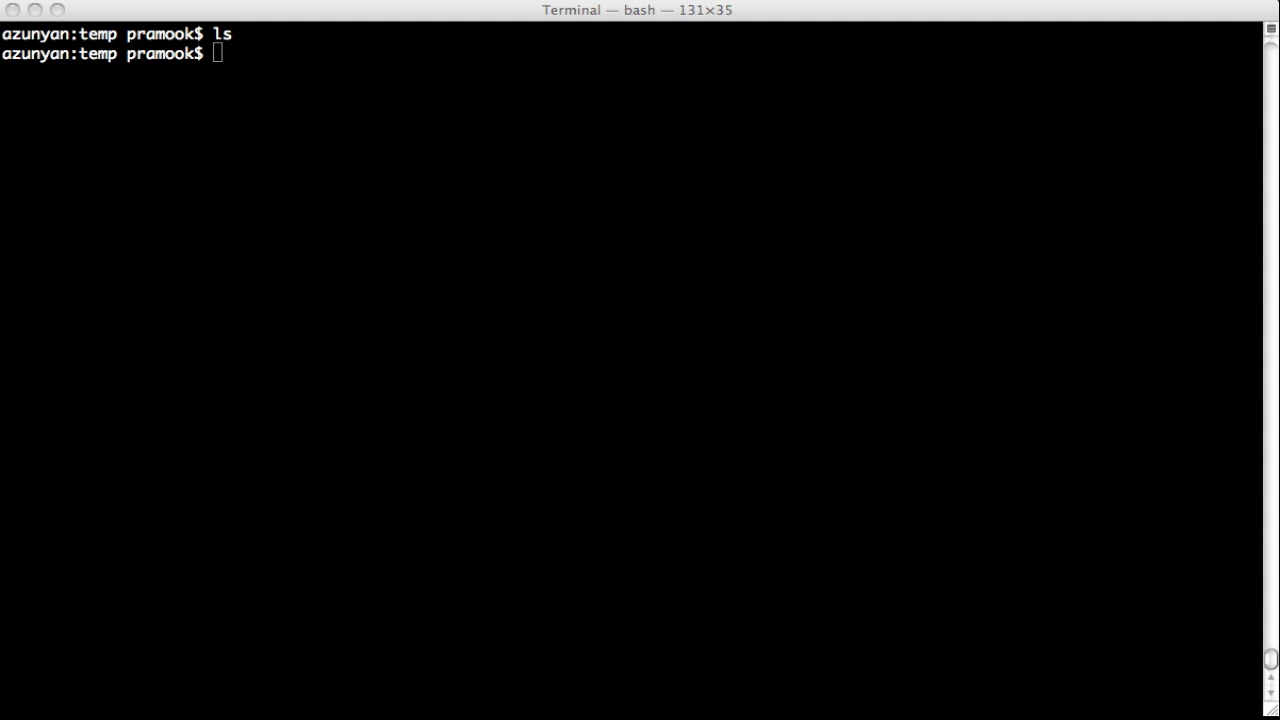 Terminal — bash — 131×35
azunyan:temp pramook$ ls
azunyan:temp pramook$